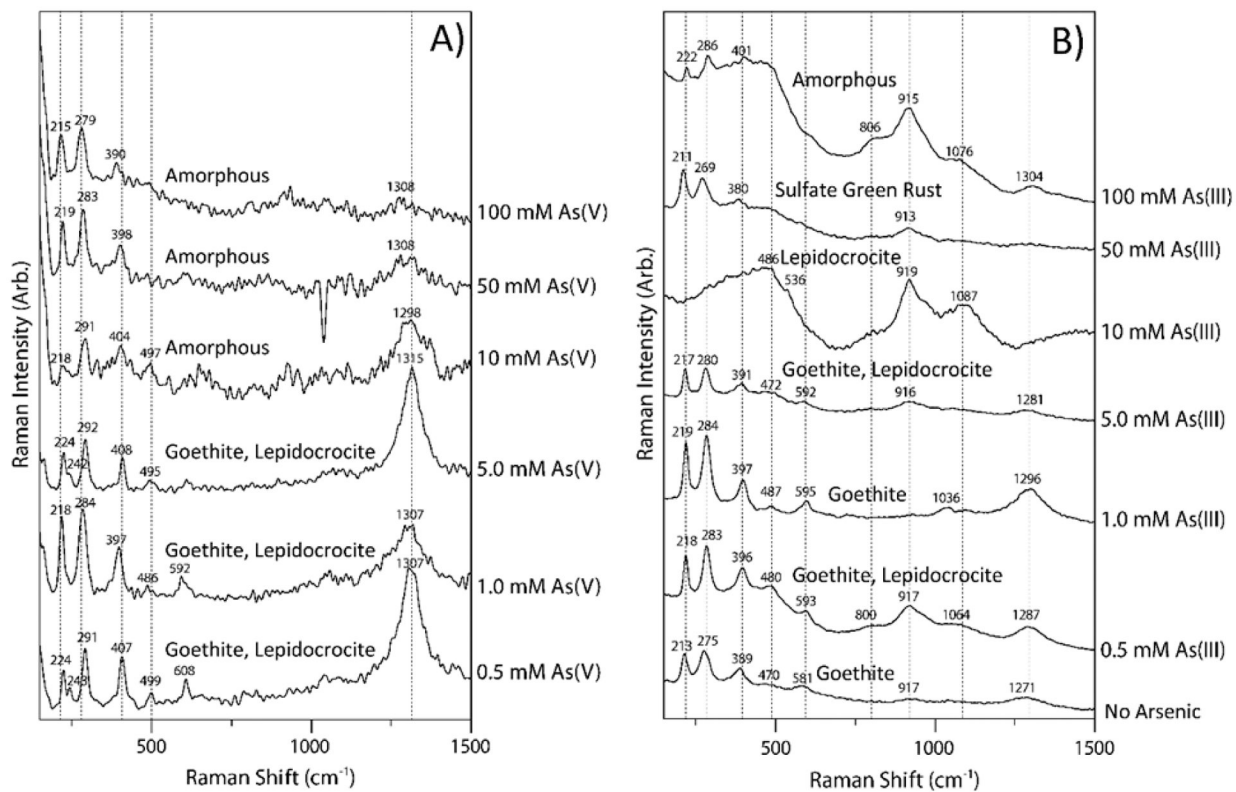 A)
215
279
390
Amorphous
1308
100 mM As(V)
219
283
398
Amorphous
1308
50 mM As(V)
218
291
404
497
Amorphous
1298
10 mM As(V)
224
242
292
408
495
Goethite, Lepidocrocite
1315
5.0 mM As(V)
218
284
397
486
592
Goethite, Lepidocrocite
1307
1.0 mM As(V)
224
243
291
407
499
608
Goethite, Lepidocrocite
1307
0.5 mM As(V)
500
1000
1500
Raman Shift (cm⁻¹)
Raman Intensity (Arb.)
B)
222
286
401
Amorphous
806
915
1076
1304
100 mM As(III)
211
269
380
Sulfate Green Rust
913
50 mM As(III)
Lepidocrocite
486
536
919
1087
10 mM As(III)
217
280
391
472
592
Goethite, Lepidocrocite
916
1281
5.0 mM As(III)
219
284
397
487
595
Goethite
1036
1296
1.0 mM As(III)
218
283
396
480
593
Goethite, Lepidocrocite
800
917
1064
1287
0.5 mM As(III)
213
275
389
470
581
Goethite
917
1271
No Arsenic
500
1000
1500
Raman Shift (cm⁻¹)
Raman Intensity (Arb.)